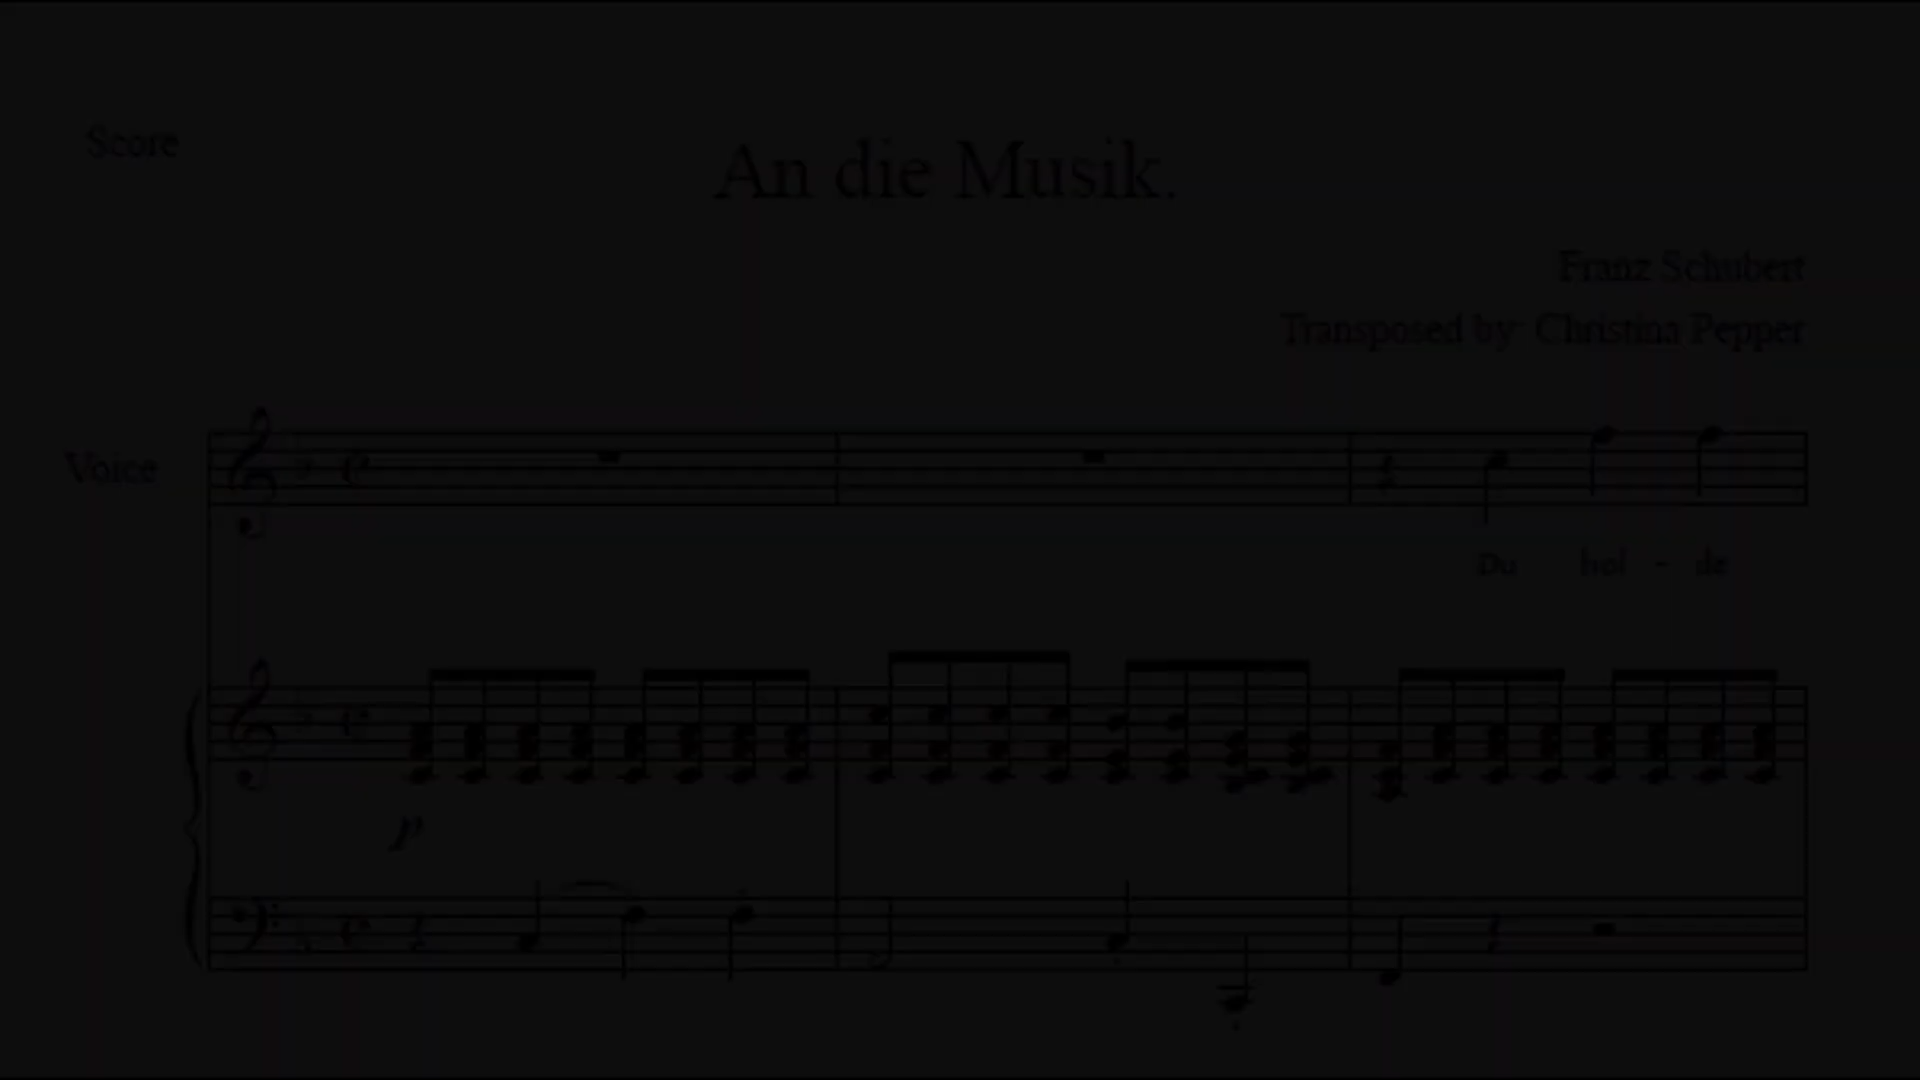 Score
An die Musik.
Franz Schubert
Transposed by Christina Pepper
Voice
Du hol - de
p